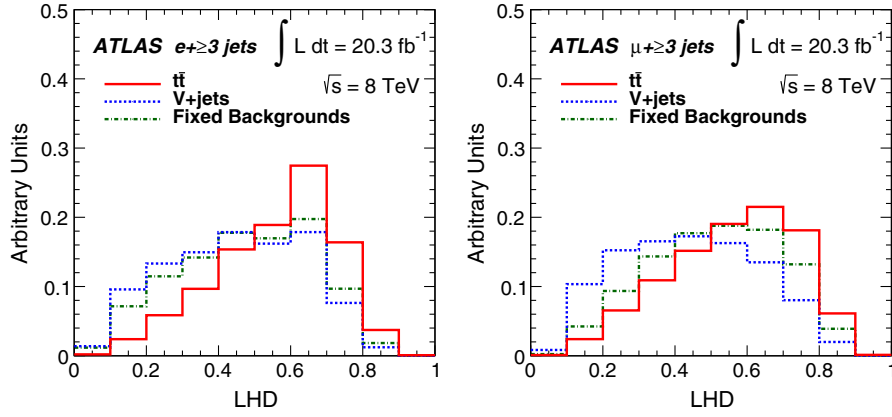 ATLAS e+≥3 jets ∫ L dt = 20.3 fb⁻¹
√s = 8 TeV
tt̄
V+jets
Fixed Backgrounds
Arbitrary Units
0.5
0.4
0.3
0.2
0.1
0
0 0.2 0.4 0.6 0.8 1
LHD
ATLAS μ+≥3 jets ∫ L dt = 20.3 fb⁻¹
√s = 8 TeV
tt̄
V+jets
Fixed Backgrounds
Arbitrary Units
0.5
0.4
0.3
0.2
0.1
0
0 0.2 0.4 0.6 0.8 1
LHD